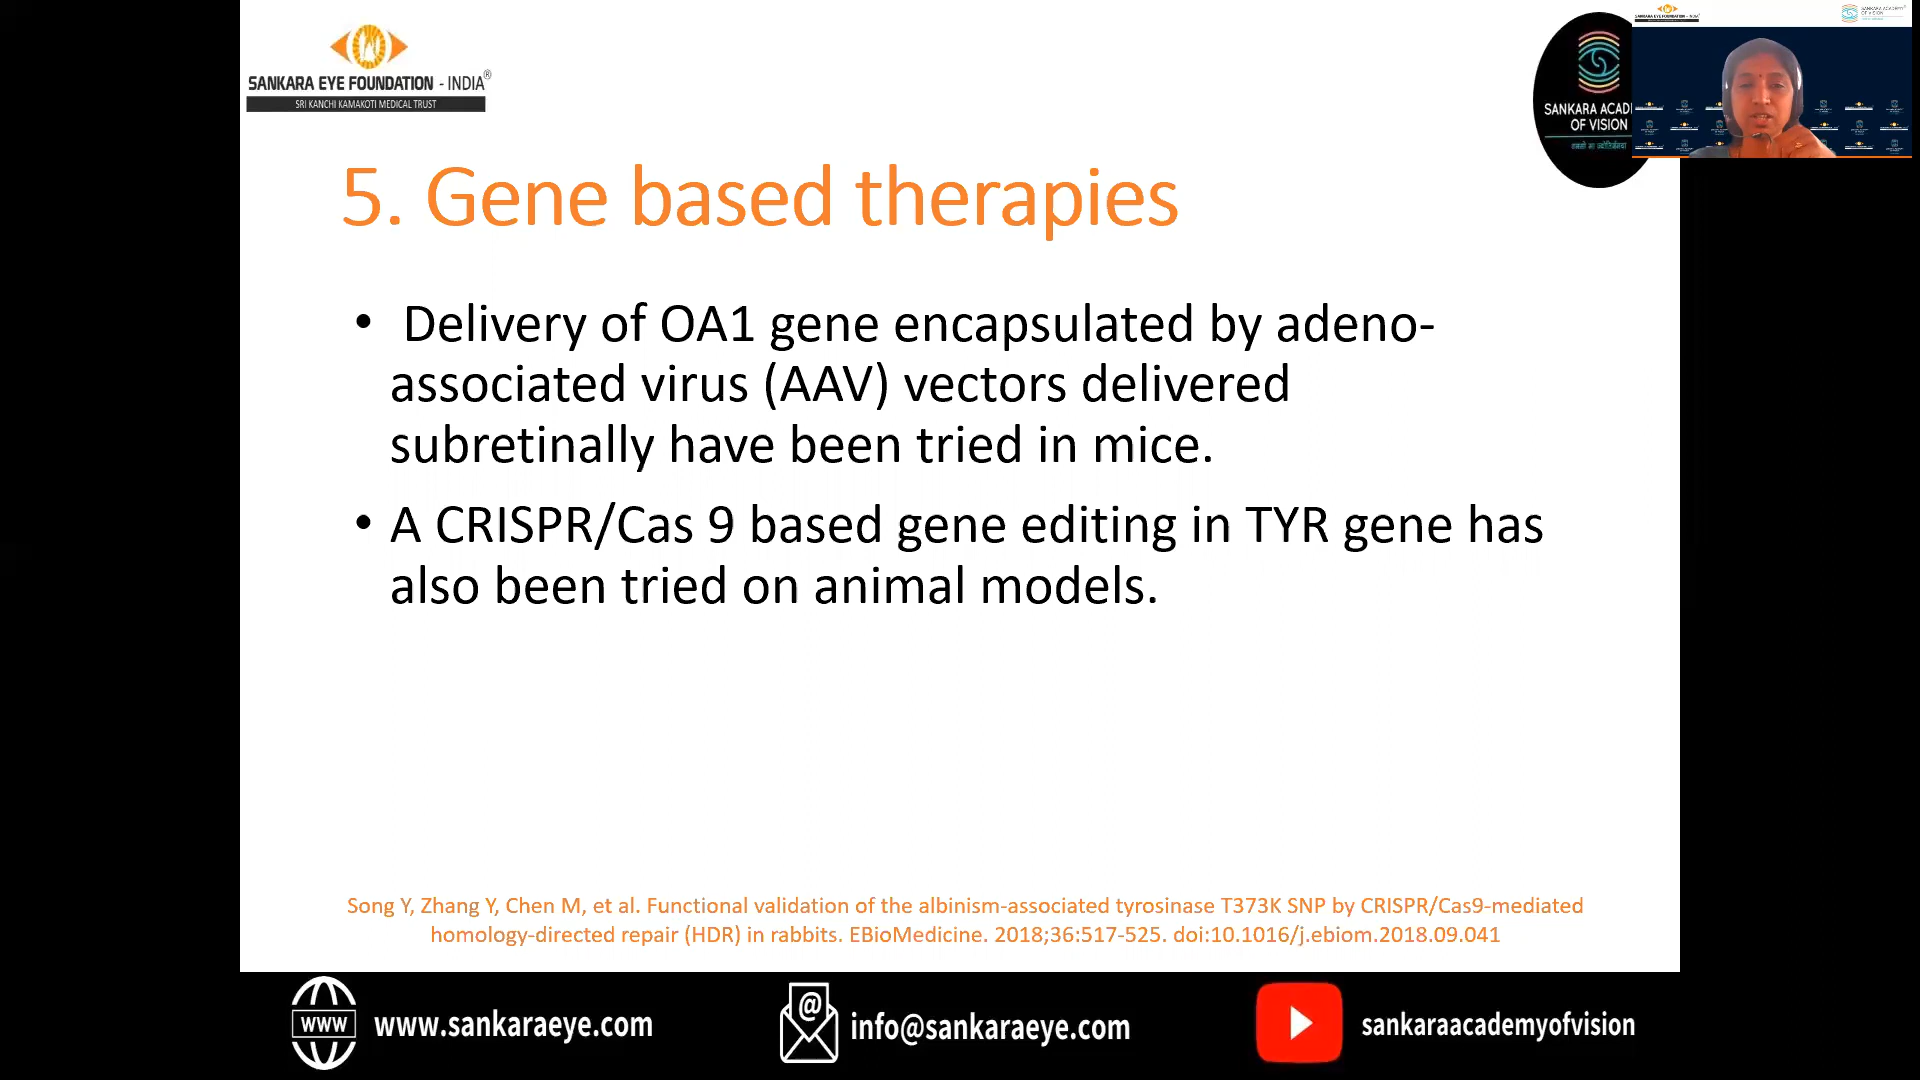 SANKARA EYE FOUNDATION - INDIA®
SRI KANCHI KAMAKOTI MEDICAL TRUST
SANKARA ACAD
OF VISION
5. Gene based therapies
• Delivery of OA1 gene encapsulated by adeno-
associated virus (AAV) vectors delivered
subretinally have been tried in mice.
• A CRISPR/Cas 9 based gene editing in TYR gene has
also been tried on animal models.
Song Y, Zhang Y, Chen M, et al. Functional validation of the albinism-associated tyrosinase T373K SNP by CRISPR/Cas9-mediated
homology-directed repair (HDR) in rabbits. EBioMedicine. 2018;36:517-525. doi:10.1016/j.ebiom.2018.09.041
www www.sankaraeye.com
@ info@sankaraeye.com
sankaraacademyofvision